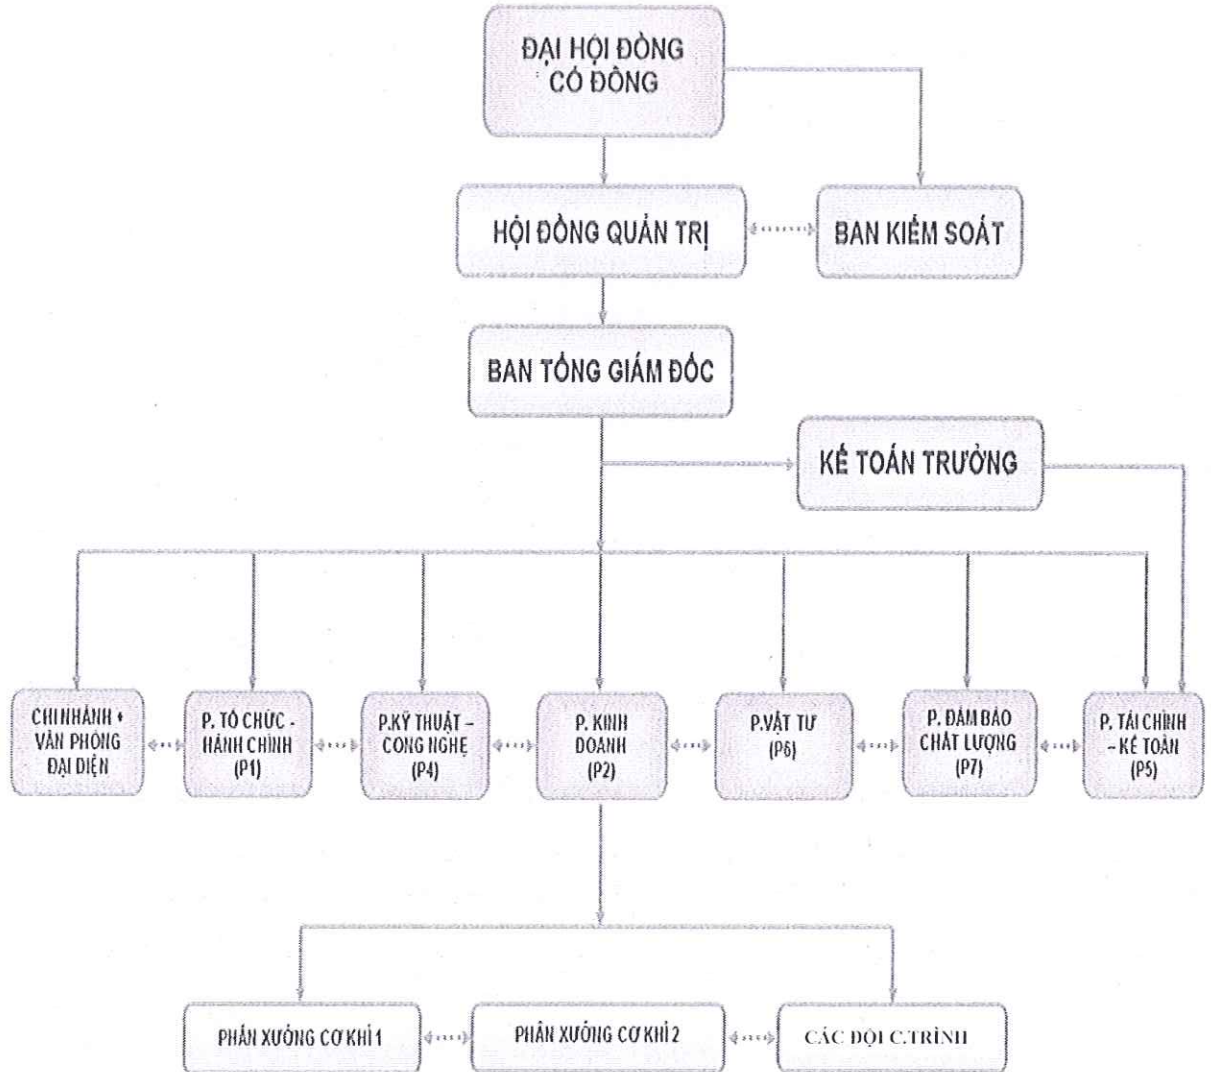 ĐẠI HỘI ĐỒNG
CỔ ĐÔNG
HỘI ĐỒNG QUẢN TRỊ
BAN KIỂM SOÁT
BAN TỔNG GIÁM ĐỐC
KẾ TOÁN TRƯỞNG
CHI NHÁNH +
VĂN PHÒNG
ĐẠI DIỆN
P. TỔ CHỨC -
HÀNH CHÍNH
(P1)
P.KỸ THUẬT –
CÔNG NGHỆ
(P4)
P. KINH
DOANH
(P2)
P.VẬT TƯ
(P6)
P. ĐẢM BẢO
CHẤT LƯỢNG
(P7)
P. TÀI CHÍNH
– KẾ TOÁN
(P5)
PHÂN XƯỞNG CƠ KHÍ 1
PHÂN XƯỞNG CƠ KHÍ 2
CÁC ĐỘI C.TRÌNH